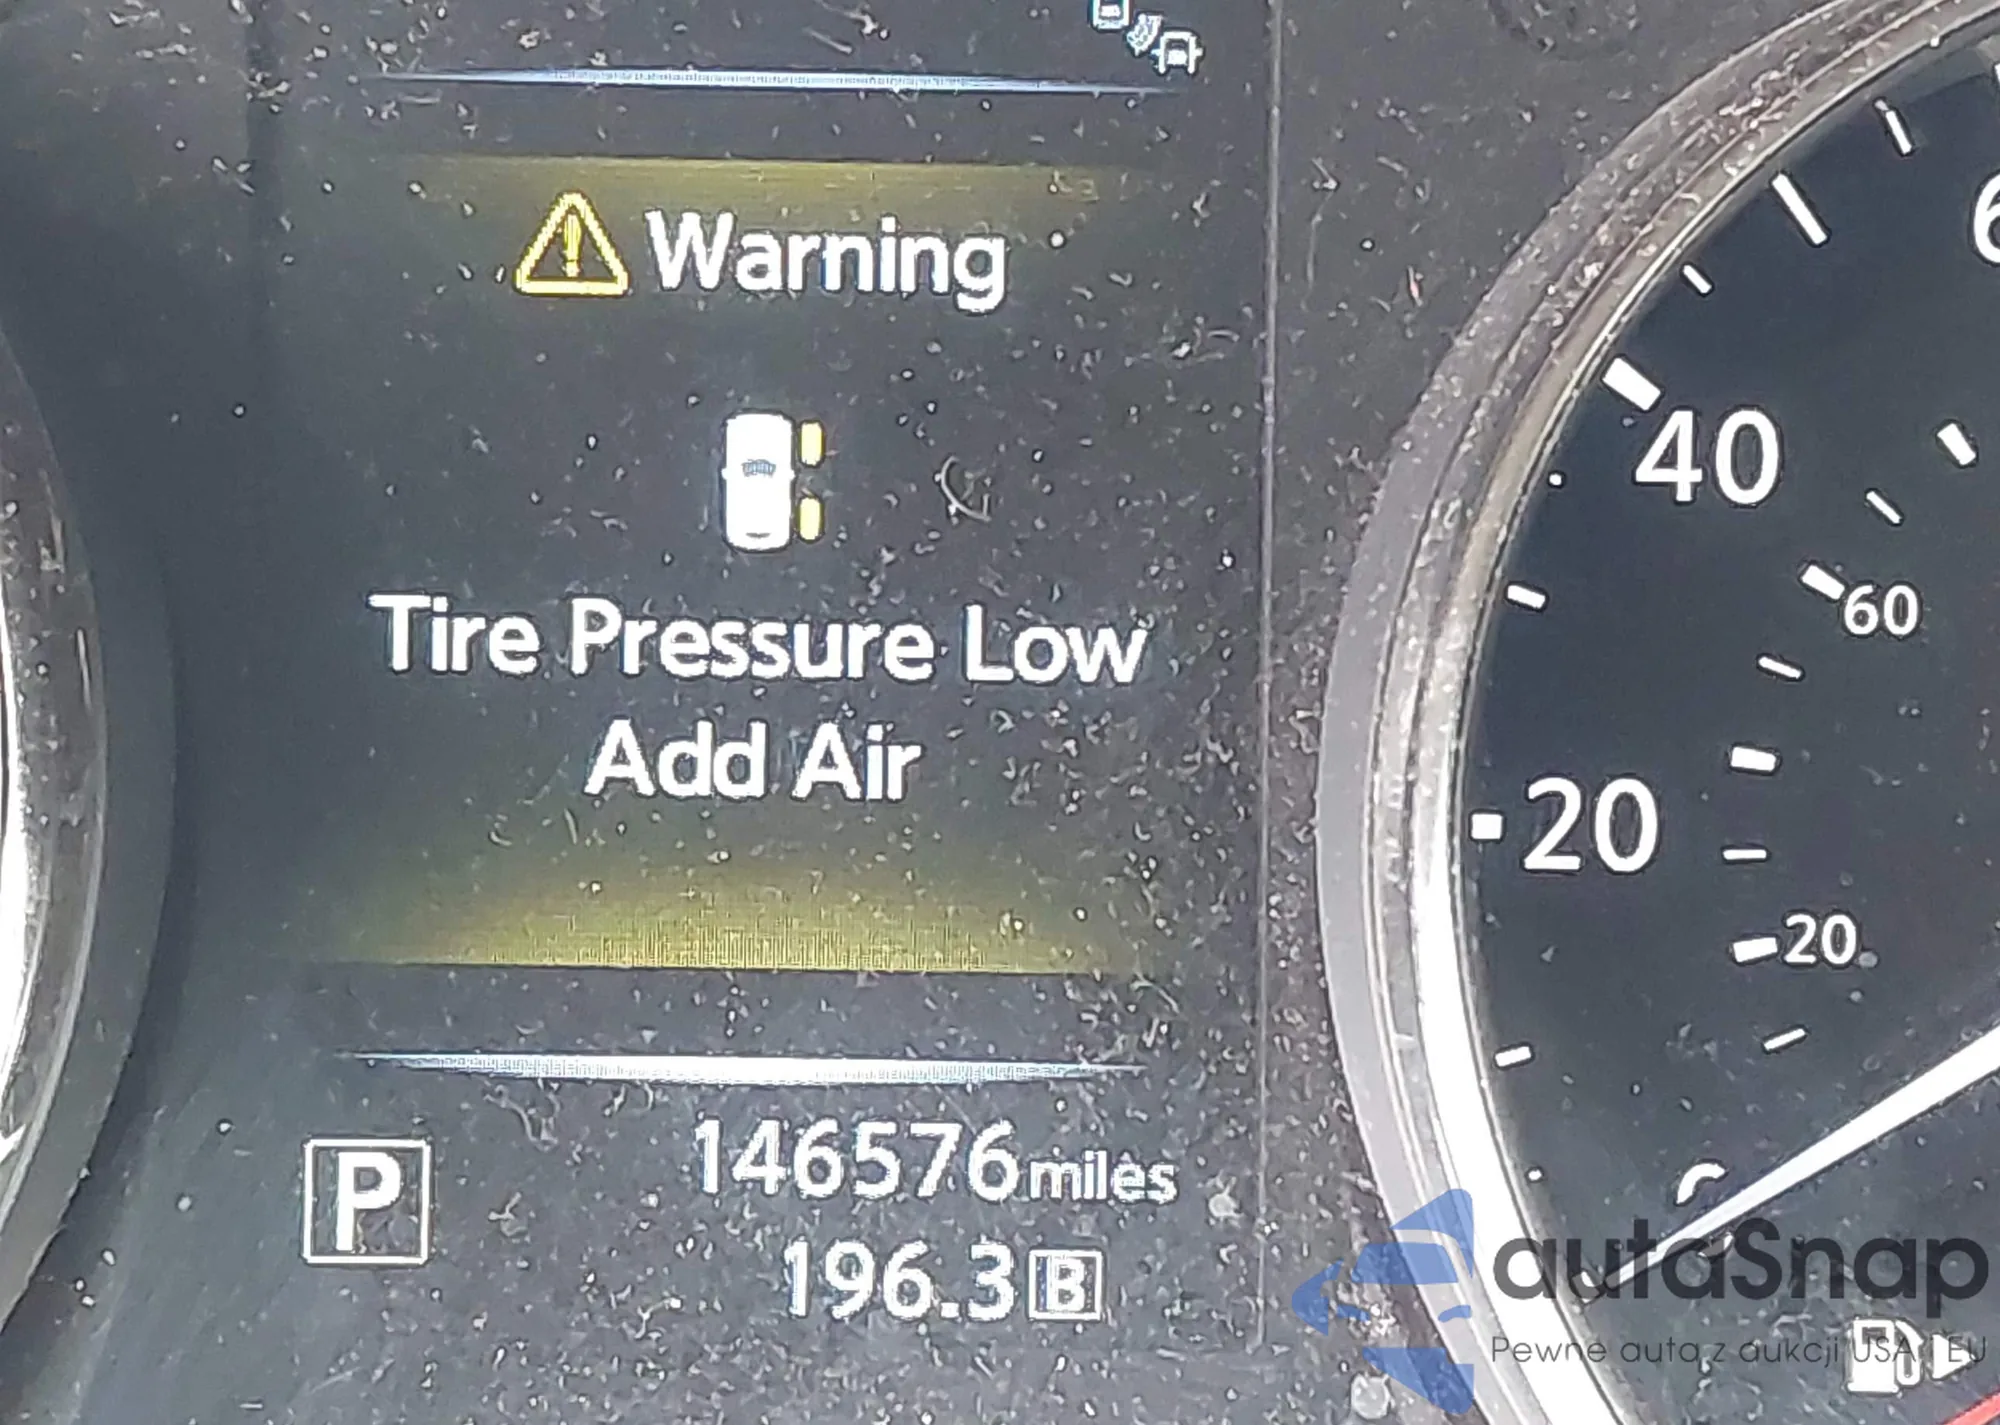 Warning
Tire Pressure Low
Add Air
P
146576 miles
196.3 B
40
60
20
20
autaSnap
Pewne auta z aukcji USA i EU